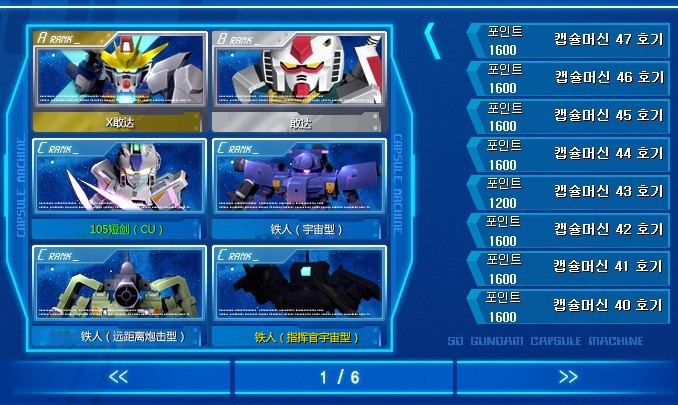 A RANK_
B RANK_
X敢达
敢达
C RANK_
C RANK_
105短剑（CU）
铁人（宇宙型）
C RANK_
C RANK_
铁人（远距离炮击型）
铁人（指挥官宇宙型）
CAPSULE MACHINE
CAPSULE MACHINE
포인트
1600
캡슐머신 47 호기
포인트
1600
캡슐머신 46 호기
포인트
1600
캡슐머신 45 호기
포인트
1600
캡슐머신 44 호기
포인트
1200
캡슐머신 43 호기
포인트
1600
캡슐머신 42 호기
포인트
1600
캡슐머신 41 호기
포인트
1600
캡슐머신 40 호기
SD GUNDAM CAPSULE MACHINE
<< 1 / 6 >>